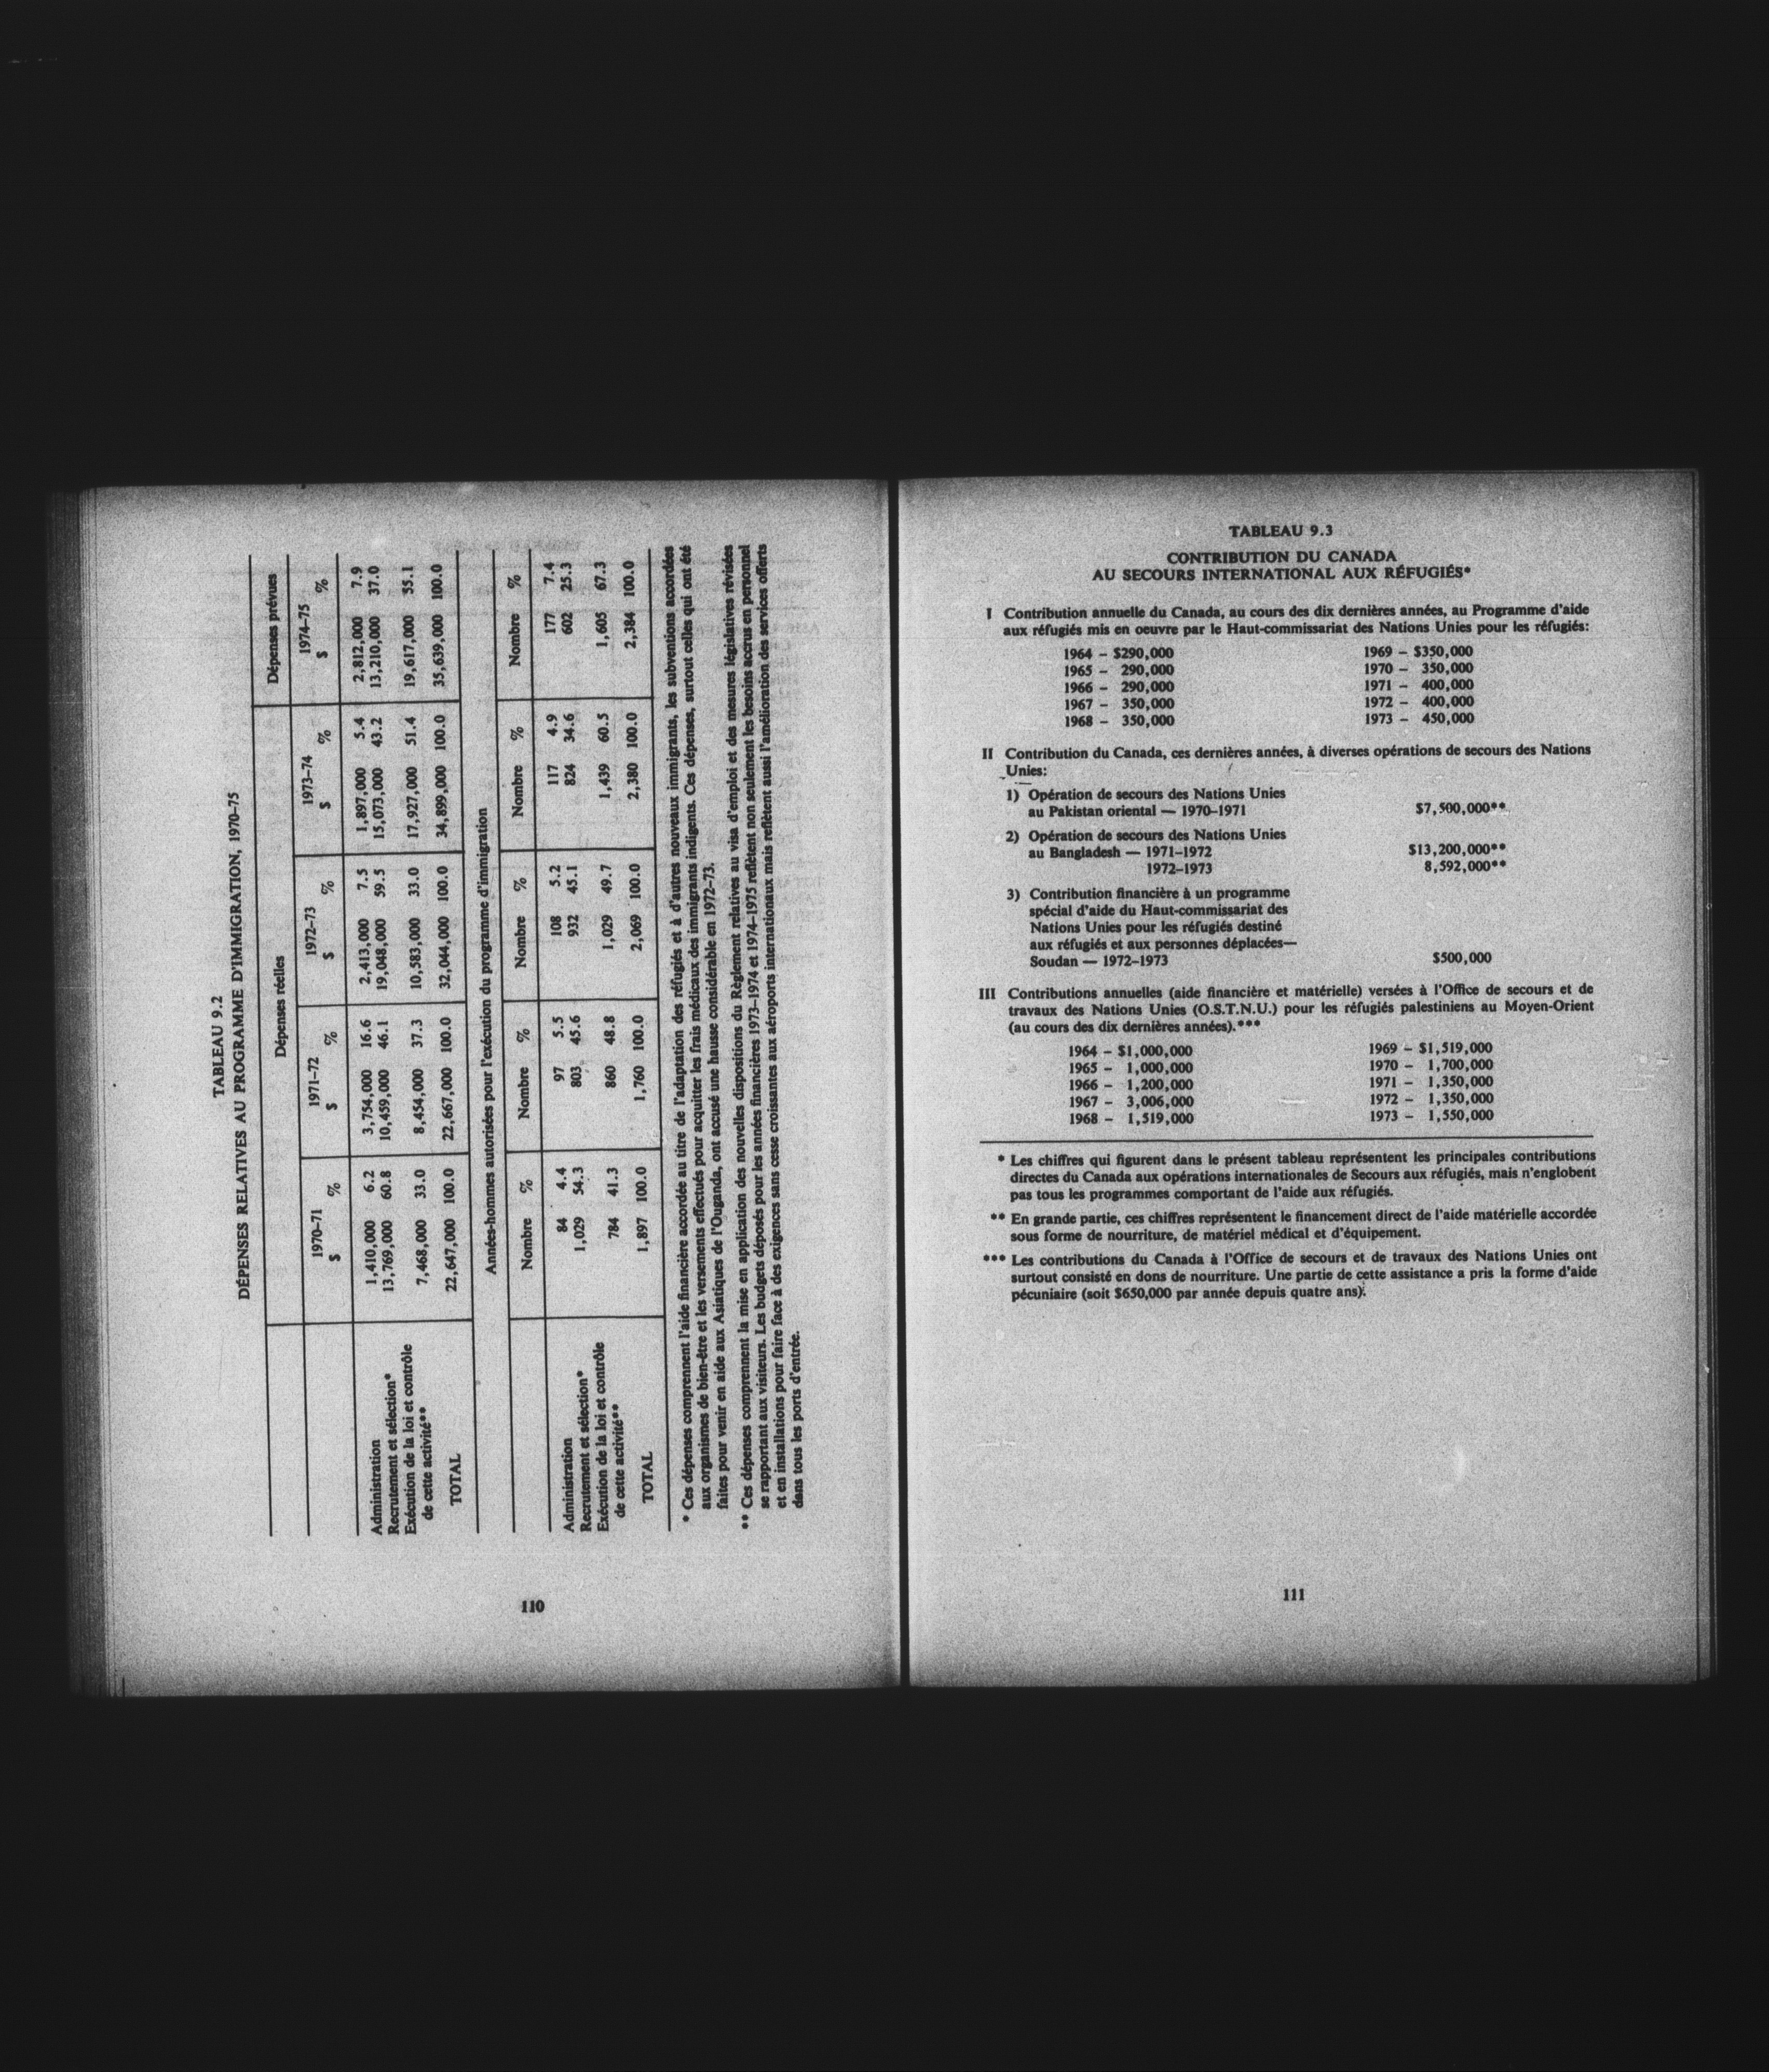 TABLEAU 9.2
DÉPENSES RELATIVES AU PROGRAMME D'IMMIGRATION, 1970–75
Dépenses réelles Dépenses prévues
1970–71 1971–72 1972–73 1973–74 1974–75
$ % $ % $ % $ % $ %
Administration 1,410,000 6.2 3,754,000 16.6 2,413,000 7.5 1,897,000 5.4 2,812,000 7.9
Recrutement et sélection* 13,769,000 60.8 10,459,000 46.1 19,048,000 59.5 15,073,000 43.2 13,210,000 37.0
Exécution de la loi et contrôle
de cette activité** 7,468,000 33.0 8,454,000 37.3 10,583,000 33.0 17,927,000 51.4 19,617,000 55.1
TOTAL 22,647,000 100.0 22,667,000 100.0 32,044,000 100.0 34,899,000 100.0 35,639,000 100.0
Années-hommes autorisées pour l'exécution du programme d'immigration
Nombre % Nombre % Nombre % Nombre % Nombre %
Administration 84 4.4 97 5.5 108 5.2 117 4.9 177 7.4
Recrutement et sélection* 1,029 54.3 803 45.6 932 45.1 824 34.6 602 25.3
Exécution de la loi et contrôle
de cette activité** 784 41.3 860 48.8 1,029 49.7 1,439 60.5 1,605 67.3
TOTAL 1,897 100.0 1,760 100.0 2,069 100.0 2,380 100.0 2,384 100.0
* Ces dépenses comprennent l'aide financière accordée au titre de l'adaptation des réfugiés et à d'autres nouveaux immigrants, les subventions accordées
aux organismes de bien-être et les versements effectués pour acquitter les frais médicaux des immigrants indigents. Ces dépenses, surtout celles qui ont été
faites pour venir en aide aux Asiatiques de l'Ouganda, ont accusé une hausse considérable en 1972–73.
** Ces dépenses comprennent la mise en application des nouvelles dispositions du Règlement relatives au visa d'emploi et des mesures législatives révisées
se rapportant aux visiteurs. Les budgets déposés pour les années financières 1973–1974 et 1974–1975 reflètent non seulement les besoins accrus en personnel
et en installations pour faire face à des exigences sans cesse croissantes aux aéroports internationaux mais reflètent aussi l'amélioration des services offerts
dans tous les ports d'entrée.
110
TABLEAU 9.3
CONTRIBUTION DU CANADA
AU SECOURS INTERNATIONAL AUX RÉFUGIÉS*
I Contribution annuelle du Canada, au cours des dix dernières années, au Programme d'aide
aux réfugiés mis en oeuvre par le Haut-commissariat des Nations Unies pour les réfugiés:
1964 – $290,000 1969 – $350,000
1965 – 290,000 1970 – 350,000
1966 – 290,000 1971 – 400,000
1967 – 350,000 1972 – 400,000
1968 – 350,000 1973 – 450,000
II Contribution du Canada, ces dernières années, à diverses opérations de secours des Nations
Unies:
1) Opération de secours des Nations Unies
au Pakistan oriental — 1970–1971 $7,500,000**
2) Opération de secours des Nations Unies
au Bangladesh — 1971–1972 $13,200,000**
1972–1973 8,592,000**
3) Contribution financière à un programme
spécial d'aide du Haut-commissariat des
Nations Unies pour les réfugiés destiné
aux réfugiés et aux personnes déplacées—
Soudan — 1972–1973 $500,000
III Contributions annuelles (aide financière et matérielle) versées à l'Office de secours et de
travaux des Nations Unies (O.S.T.N.U.) pour les réfugiés palestiniens au Moyen-Orient
(au cours des dix dernières années).***
1964 – $1,000,000 1969 – $1,519,000
1965 – 1,000,000 1970 – 1,700,000
1966 – 1,200,000 1971 – 1,350,000
1967 – 3,006,000 1972 – 1,350,000
1968 – 1,519,000 1973 – 1,550,000
* Les chiffres qui figurent dans le présent tableau représentent les principales contributions
directes du Canada aux opérations internationales de Secours aux réfugiés, mais n'englobent
pas tous les programmes comportant de l'aide aux réfugiés.
** En grande partie, ces chiffres représentent le financement direct de l'aide matérielle accordée
sous forme de nourriture, de matériel médical et d'équipement.
*** Les contributions du Canada à l'Office de secours et de travaux des Nations Unies ont
surtout consisté en dons de nourriture. Une partie de cette assistance a pris la forme d'aide
pécuniaire (soit $650,000 par année depuis quatre ans).
111